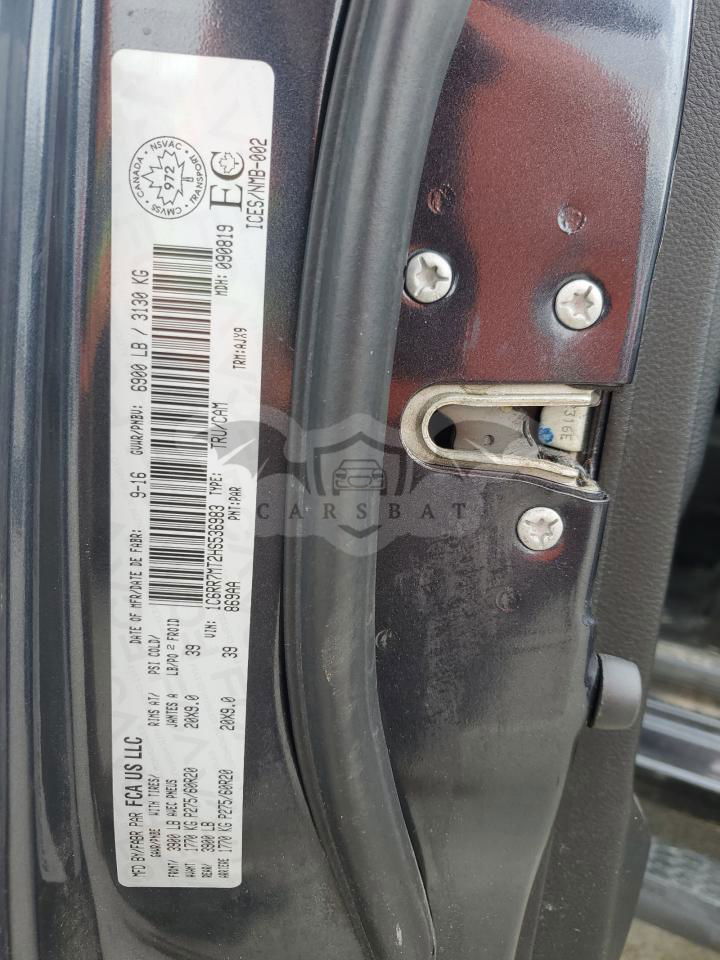 MFD BY/FABR PAR FCA US LLC
DATE OF MFR/DATE DE FABR: 9-16
GVWR/PNBV: 6900 LB / 3130 KG
GAWR/PNBE WITH TIRES/ RIMS AT/ PSI COLD/
FRONT/ 3900 LB AVEC PNEUS JANTES A LB/PO² FROID
AVANT 1770 KG P275/60R20 20X9.0 39
REAR/ 3900 LB
ARRIERE 1770 KG P275/60R20 20X9.0 39
VIN: 1C6RR7MT2HS536983 TYPE: TRU/CAM
869AA PNT:PAR TRM:AJX9
MDH: 090819
CANADA NSVAC
972
CMVSS TRANSPORT
EC
ICES/NMB-002
316E
CARSBAT